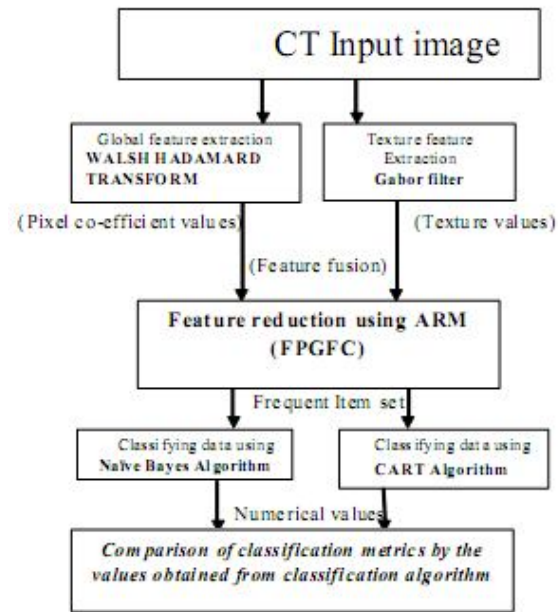 CT Input image
Global feature extraction
WALSH HADAMARD
TRANSFORM
Texture feature
Extraction
Gabor filter
(Pixel co-efficient values)
(Texture values)
(Feature fusion)
Feature reduction using ARM
(FPGFC)
Frequent Item set
Classifying data using
Naïve Bayes Algorithm
Classifying data using
CART Algorithm
Numerical values
Comparison of classification metrics by the
values obtained from classification algorithm